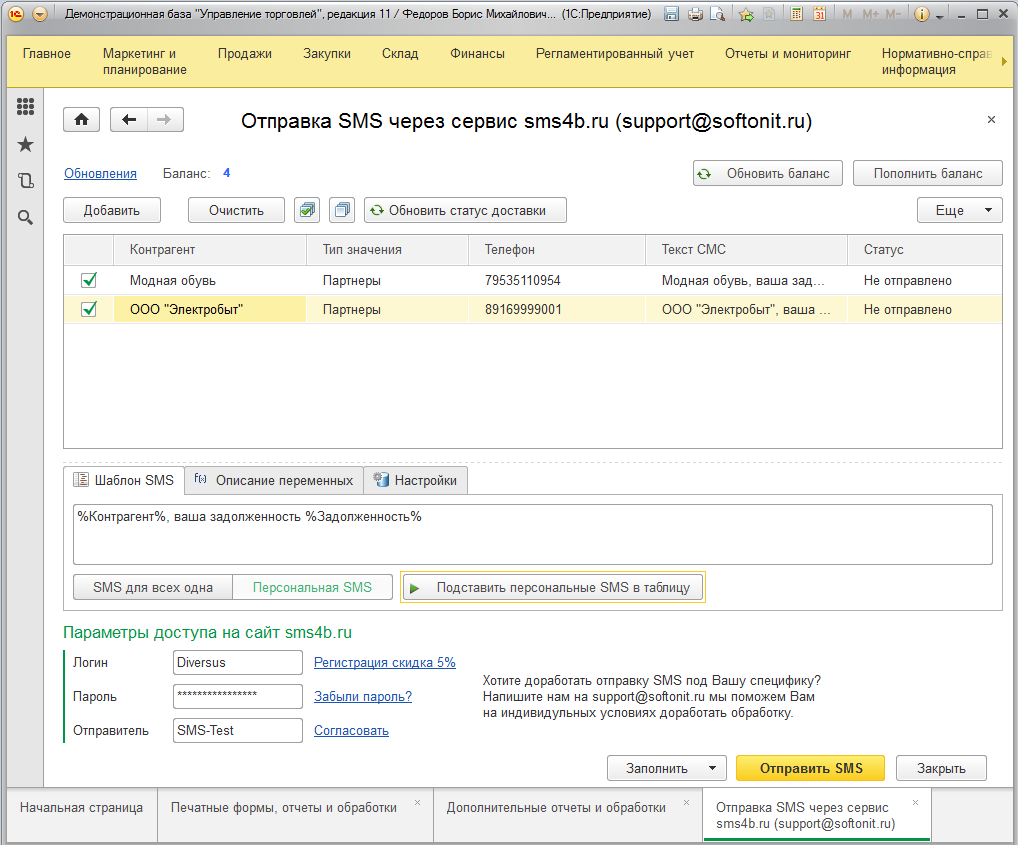 Демонстрационная база "Управление торговлей", редакция 11 / Федоров Борис Михайлович... (1С:Предприятие)
31 M M+ M- i
Главное
Маркетинг и
планирование
Продажи
Закупки
Склад
Финансы
Регламентированный учет
Отчеты и мониторинг
Нормативно-справ
информация
Отправка SMS через сервис sms4b.ru (support@softonit.ru)
Обновления Баланс: 4 Обновить баланс Пополнить баланс
Добавить Очистить Обновить статус доставки Еще
Контрагент Тип значения Телефон Текст СМС Статус
Модная обувь Партнеры 79535110954 Модная обувь, ваша зад... Не отправлено
ООО "Электробыт" Партнеры 89169999001 ООО "Электробыт", ваша ... Не отправлено
Шаблон SMS f(x) Описание переменных Настройки
%Контрагент%, ваша задолженность %Задолженность%
SMS для всех одна Персональная SMS Подставить персональные SMS в таблицу
Параметры доступа на сайт sms4b.ru
Логин Diversus Регистрация скидка 5%
Пароль **************** Забыли пароль?
Отправитель SMS-Test Согласовать
Хотите доработать отправку SMS под Вашу специфику?
Напишите нам на support@softonit.ru мы поможем Вам
на индивидульных условиях доработать обработку.
Заполнить Отправить SMS Закрыть
Начальная страница
Печатные формы, отчеты и обработки
Дополнительные отчеты и обработки
Отправка SMS через сервис
sms4b.ru (support@softonit.ru)